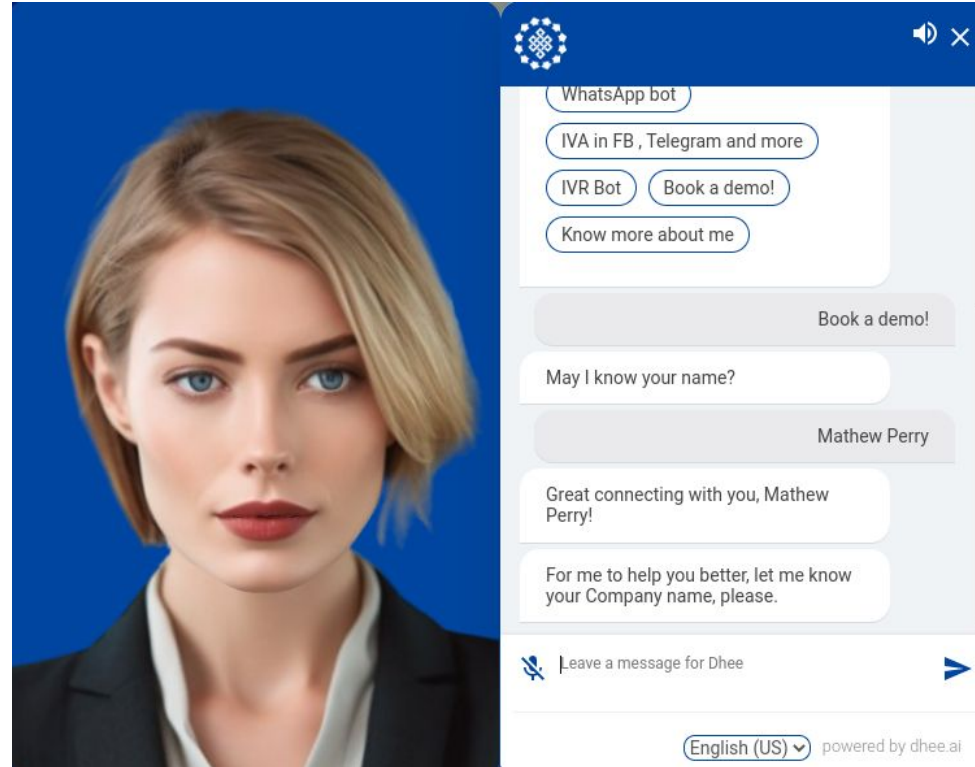 WhatsApp bot
IVA in FB , Telegram and more
IVR Bot
Book a demo!
Know more about me
Book a demo!
May I know your name?
Mathew Perry
Great connecting with you, Mathew
Perry!
For me to help you better, let me know
your Company name, please.
Leave a message for Dhee
English (US)
powered by dhee.ai